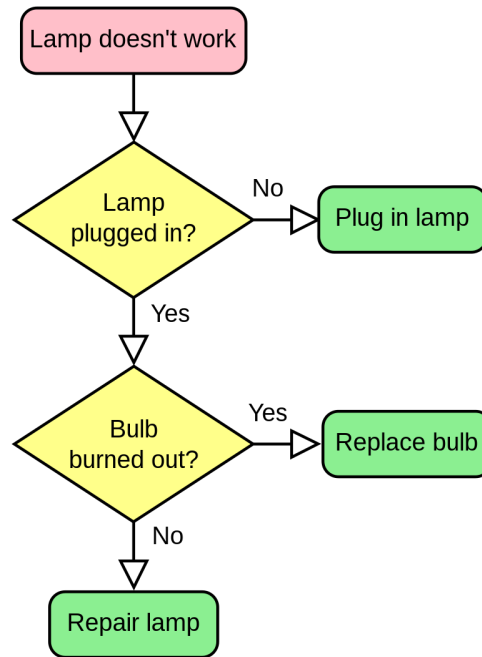 Lamp doesn't work
Lamp
plugged in?
No
Plug in lamp
Yes
Bulb
burned out?
Yes
Replace bulb
No
Repair lamp